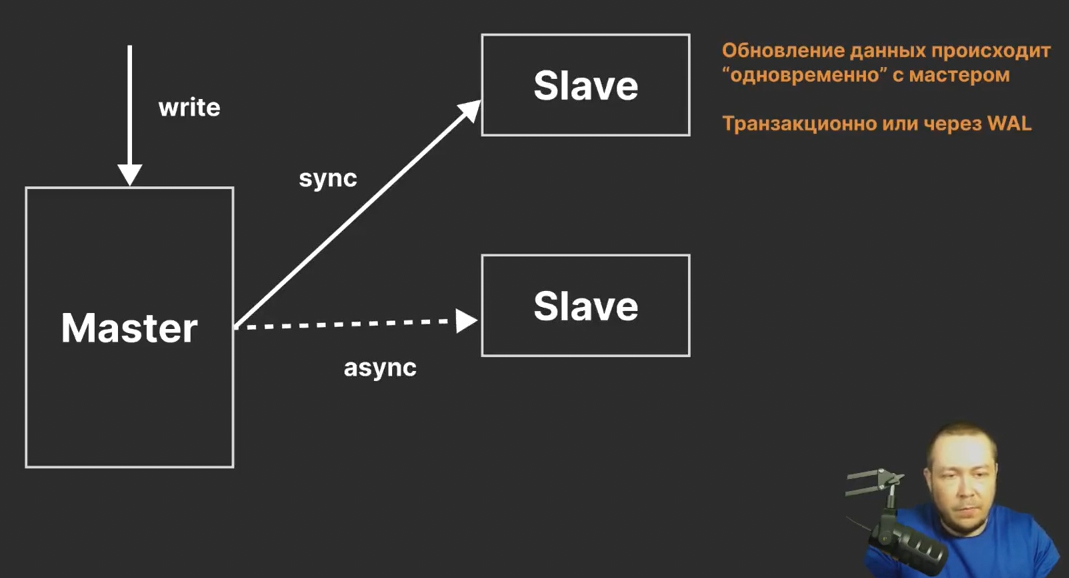 write
Slave
Обновление данных происходит
“одновременно” с мастером
Транзакционно или через WAL
sync
Master
Slave
async